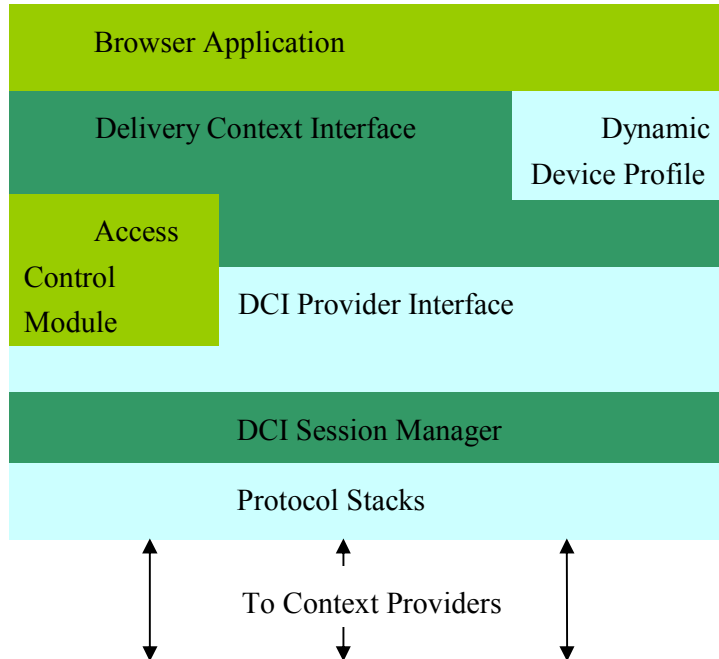 Browser Application
Delivery Context Interface
Dynamic
Device Profile
Access
Control
Module
DCI Provider Interface
DCI Session Manager
Protocol Stacks
To Context Providers